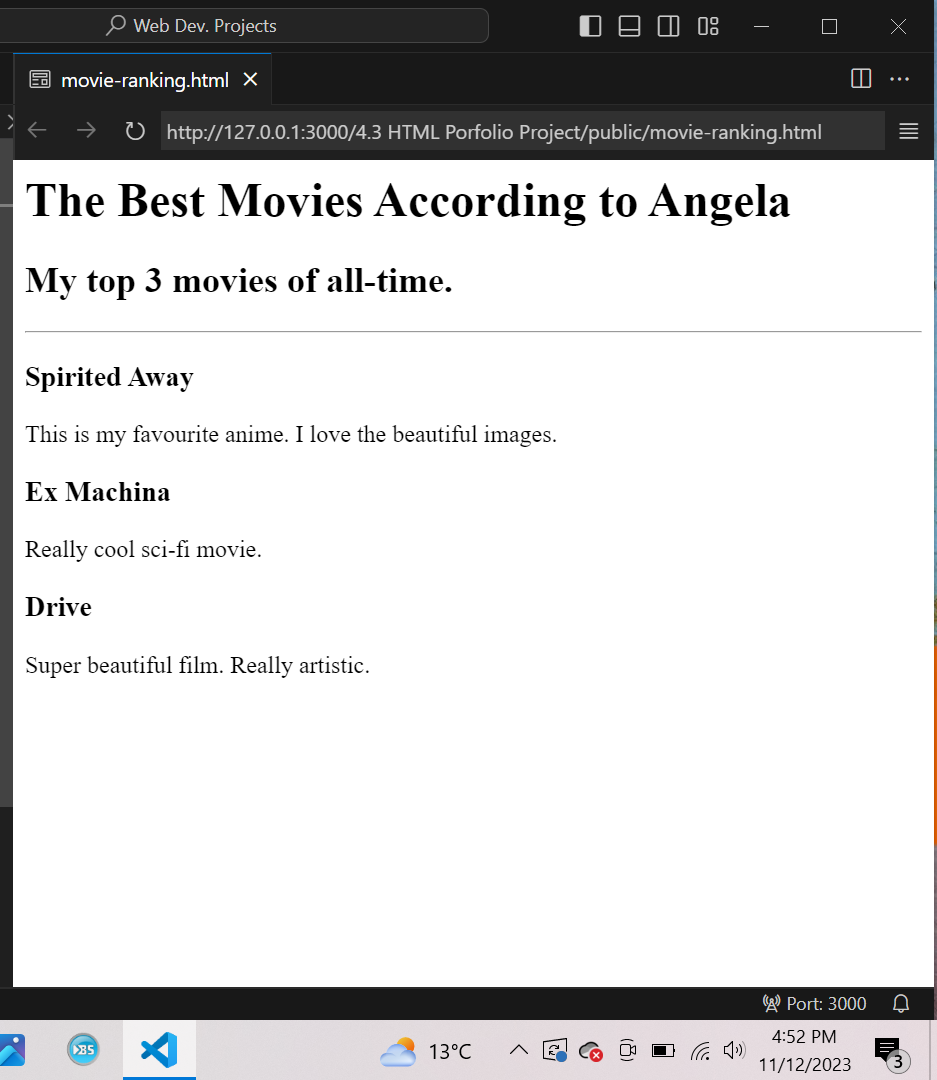 Web Dev. Projects
movie-ranking.html
http://127.0.0.1:3000/4.3 HTML Porfolio Project/public/movie-ranking.html
The Best Movies According to Angela
My top 3 movies of all-time.
Spirited Away
This is my favourite anime. I love the beautiful images.
Ex Machina
Really cool sci-fi movie.
Drive
Super beautiful film. Really artistic.
Port: 3000
BS
13°C
4:52 PM
11/12/2023
3